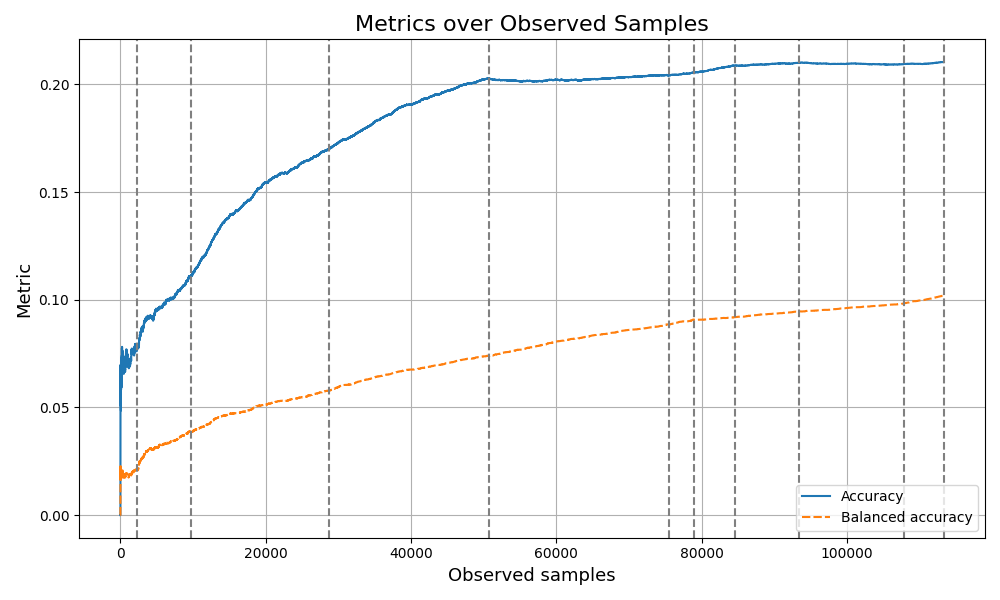 Metrics over Observed Samples
Metric
0.20
0.15
0.10
0.05
0.00
0 20000 40000 60000 80000 100000
Observed samples
Accuracy
Balanced accuracy